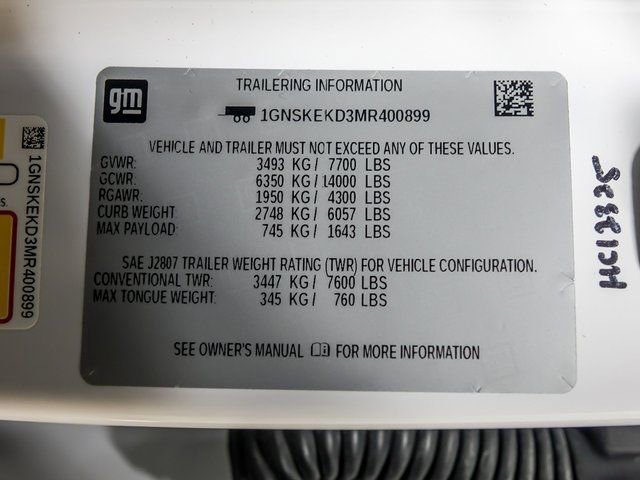 gm
TRAILERING INFORMATION
1GNSKEKD3MR400899
VEHICLE AND TRAILER MUST NOT EXCEED ANY OF THESE VALUES.
GVWR: 3493 KG / 7700 LBS
GCWR: 6350 KG / 14000 LBS
RGAWR: 1950 KG / 4300 LBS
CURB WEIGHT: 2748 KG / 6057 LBS
MAX PAYLOAD: 745 KG / 1643 LBS
SAE J2807 TRAILER WEIGHT RATING (TWR) FOR VEHICLE CONFIGURATION.
CONVENTIONAL TWR: 3447 KG / 7600 LBS
MAX TONGUE WEIGHT: 345 KG / 760 LBS
SEE OWNER'S MANUAL FOR MORE INFORMATION
1GNSKEKD3MR400899
HC12325